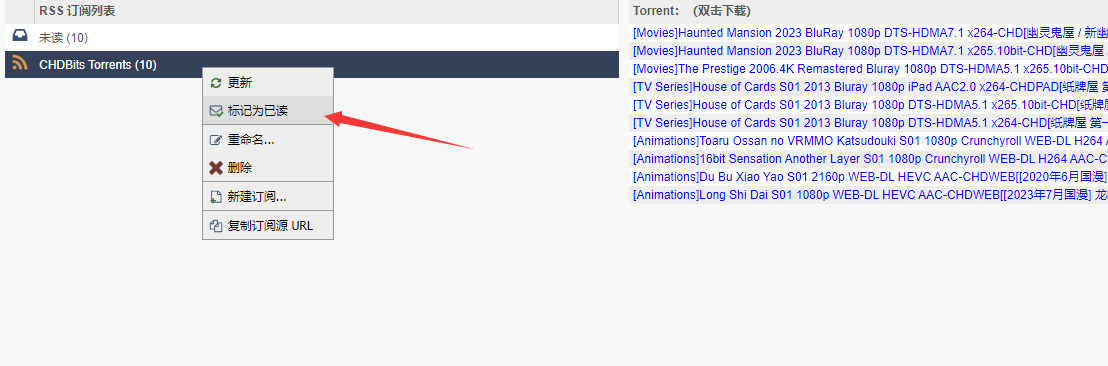 RSS 订阅列表
未读 (10)
CHDBits Torrents (10)
更新
标记为已读
重命名...
删除
新建订阅...
复制订阅源 URL
Torrent: （双击下载）
[Movies]Haunted Mansion 2023 BluRay 1080p DTS-HDMA7.1 x264-CHD[幽灵鬼屋 / 新幽
[Movies]Haunted Mansion 2023 BluRay 1080p DTS-HDMA7.1 x265.10bit-CHD[幽灵鬼屋
[Movies]The Prestige 2006.4K Remastered Bluray 1080p DTS-HDMA5.1 x265.10bit-CHD
[TV Series]House of Cards S01 2013 Bluray 1080p iPad AAC2.0 x264-CHDPAD[纸牌屋 第
[TV Series]House of Cards S01 2013 Bluray 1080p DTS-HDMA5.1 x265.10bit-CHD[纸牌
[TV Series]House of Cards S01 2013 Bluray 1080p DTS-HDMA5.1 x264-CHD[纸牌屋 第一
[Animations]Toaru Ossan no VRMMO Katsudouki S01 1080p Crunchyroll WEB-DL H264
[Animations]16bit Sensation Another Layer S01 1080p Crunchyroll WEB-DL H264 AAC-C
[Animations]Du Bu Xiao Yao S01 2160p WEB-DL HEVC AAC-CHDWEB[[2020年6月国漫]
[Animations]Long Shi Dai S01 1080p WEB-DL HEVC AAC-CHDWEB[[2023年7月国漫] 龙